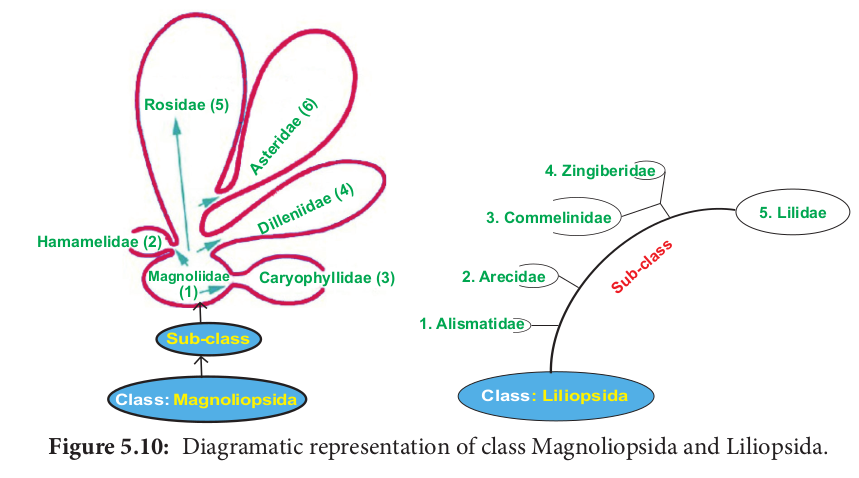 Rosidae (5)
Asteridae (6)
Dilleniidae (4)
Hamamelidae (2)
Magnoliidae
(1)
Caryophyllidae (3)
Sub-class
Class: Magnoliopsida
4. Zingiberidae
3. Commelinidae
5. Lilidae
Sub-class
2. Arecidae
1. Alismatidae
Class: Liliopsida
Figure 5.10: Diagramatic representation of class Magnoliopsida and Liliopsida.